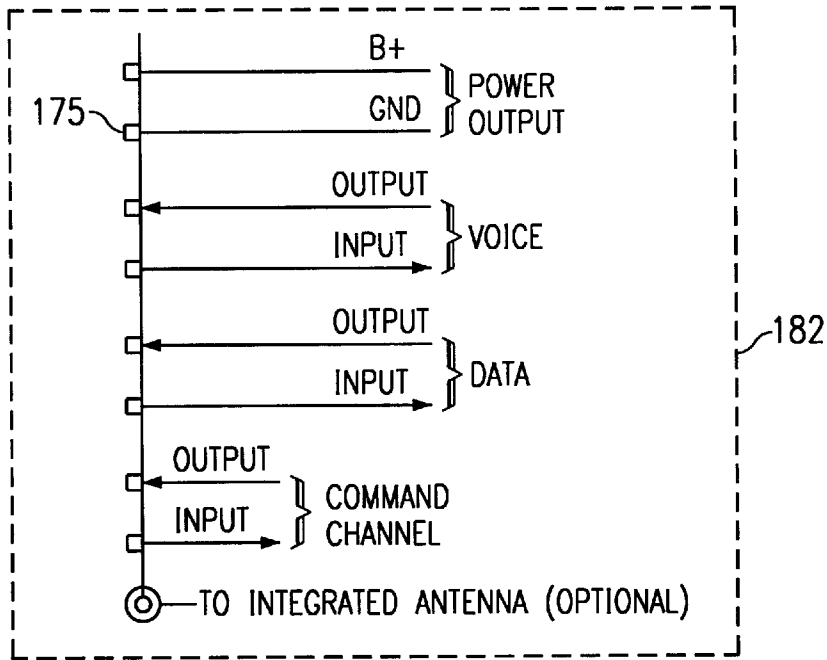 B+
POWER
175
GND
OUTPUT
OUTPUT
VOICE
INPUT
OUTPUT
182
DATA
INPUT
OUTPUT
COMMAND
INPUT
CHANNEL
TO INTEGRATED ANTENNA (OPTIONAL)